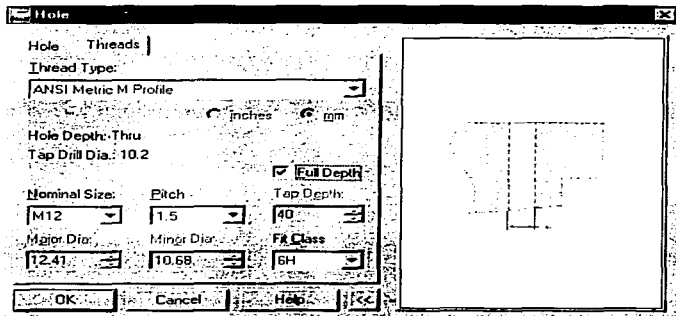 Hole
Hole Threads
Thread Type:
ANSI Metric M Profile
inches mm
Hole Depth: Thru
Tap Drill Dia.: 10.2
Full Depth
Nominal Size: Pitch Tap Depth:
M12 1.5 40
Major Dia: Minor Dia: Fit Class
12.41 10.68 6H
OK Cancel Help <<